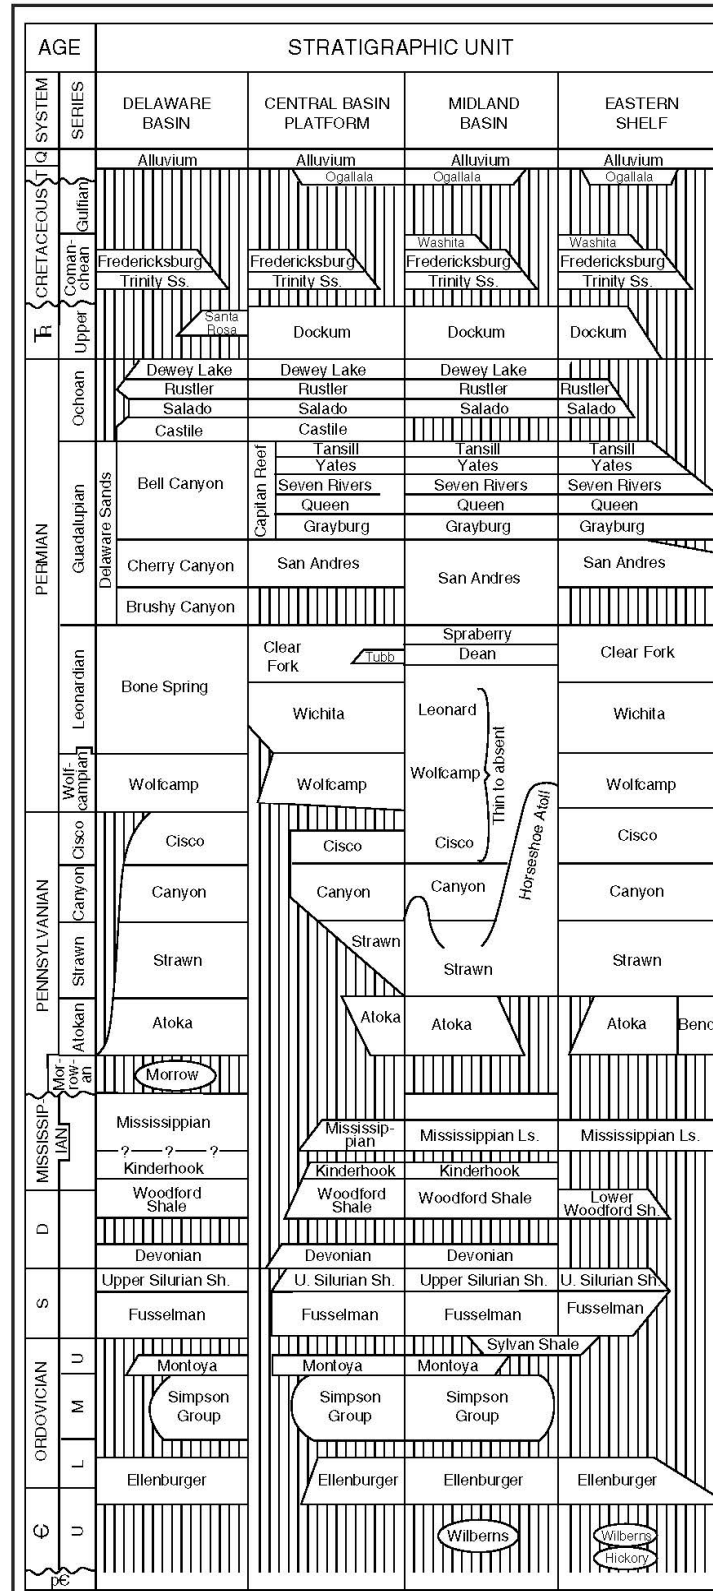 AGE
STRATIGRAPHIC UNIT
SYSTEM
SERIES
DELAWARE
BASIN
CENTRAL BASIN
PLATFORM
MIDLAND
BASIN
EASTERN
SHELF
Q
Alluvium
Alluvium
Alluvium
Alluvium
T
Ogallala
Ogallala
Ogallala
CRETACEOUS
Gulfian
Coman-
chean
Washita
Washita
Fredericksburg
Fredericksburg
Fredericksburg
Fredericksburg
Trinity Ss.
Trinity Ss.
Trinity Ss.
Trinity Ss.
Ŧ
Upper
Santa
Rosa
Dockum
Dockum
Dockum
PERMIAN
Ochoan
Dewey Lake
Dewey Lake
Dewey Lake
Rustler
Rustler
Rustler
Rustler
Salado
Salado
Salado
Salado
Castile
Castile
Guadalupian
Delaware Sands
Bell Canyon
Capitan Reef
Tansill
Tansill
Tansill
Yates
Yates
Yates
Seven Rivers
Seven Rivers
Seven Rivers
Queen
Queen
Queen
Grayburg
Grayburg
Grayburg
Cherry Canyon
San Andres
San Andres
San Andres
Brushy Canyon
Leonardian
Bone Spring
Clear
Fork
Tubb
Spraberry
Dean
Clear Fork
Wichita
Leonard
Wichita
Thin to absent
Wolf-
campian
Wolfcamp
Wolfcamp
Wolfcamp
Wolfcamp
Horseshoe Atoll
PENNSYLVANIAN
Cisco
Cisco
Cisco
Cisco
Cisco
Canyon
Canyon
Canyon
Canyon
Canyon
Strawn
Strawn
Strawn
Strawn
Strawn
Atokan
Atoka
Atoka
Atoka
Atoka
Bend
Mor-
row-
an
Morrow
MISSISSIP-
IAN
Mississippian
? ? ?
Kinderhook
Mississip-
pian
Mississippian Ls.
Mississippian Ls.
Kinderhook
Kinderhook
D
Woodford
Shale
Woodford
Shale
Woodford Shale
Lower
Woodford Sh.
Devonian
Devonian
Devonian
S
Upper Silurian Sh.
U. Silurian Sh.
Upper Silurian Sh.
U. Silurian Sh.
Fusselman
Fusselman
Fusselman
Fusselman
Sylvan Shale
ORDOVICIAN
U
Montoya
Montoya
Montoya
M
Simpson
Group
Simpson
Group
Simpson
Group
L
Ellenburger
Ellenburger
Ellenburger
Ellenburger
Є
U
Wilberns
Wilberns
Hickory
pЄ